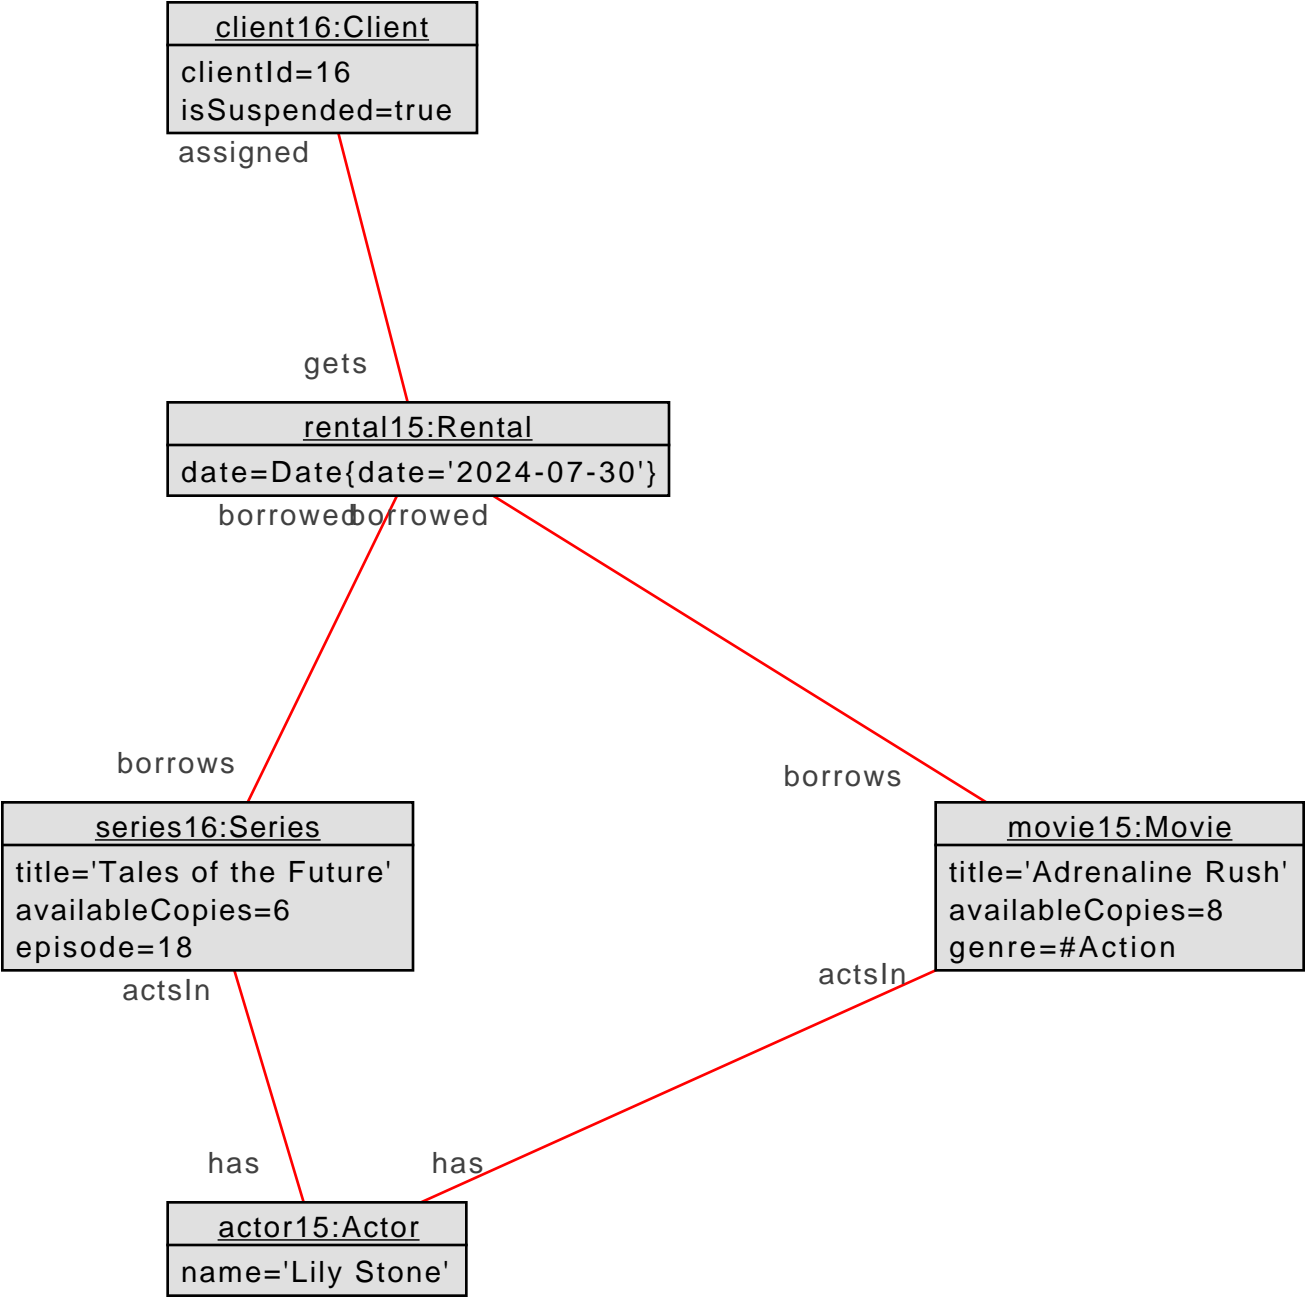 client16:Client
clientId=16
isSuspended=true
assigned
gets
rental15:Rental
date=Date{date='2024-07-30'}
borrowed borrowed
borrows
borrows
series16:Series
title='Tales of the Future'
availableCopies=6
episode=18
movie15:Movie
title='Adrenaline Rush'
availableCopies=8
genre=#Action
actsIn
actsIn
has
has
actor15:Actor
name='Lily Stone'